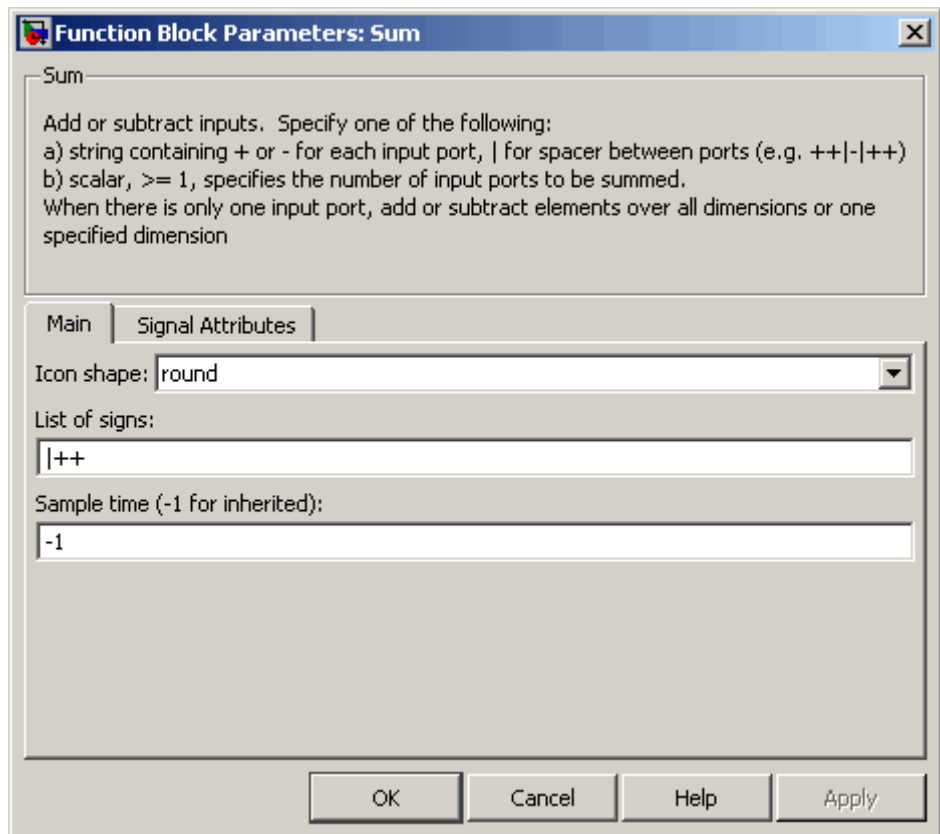 Function Block Parameters: Sum
Sum
Add or subtract inputs.  Specify one of the following:
a) string containing + or - for each input port, | for spacer between ports (e.g. ++|-|++)
b) scalar, >= 1, specifies the number of input ports to be summed.
When there is only one input port, add or subtract elements over all dimensions or one
specified dimension
Main Signal Attributes
Icon shape: round
List of signs:
|++
Sample time (-1 for inherited):
-1
OK Cancel Help Apply